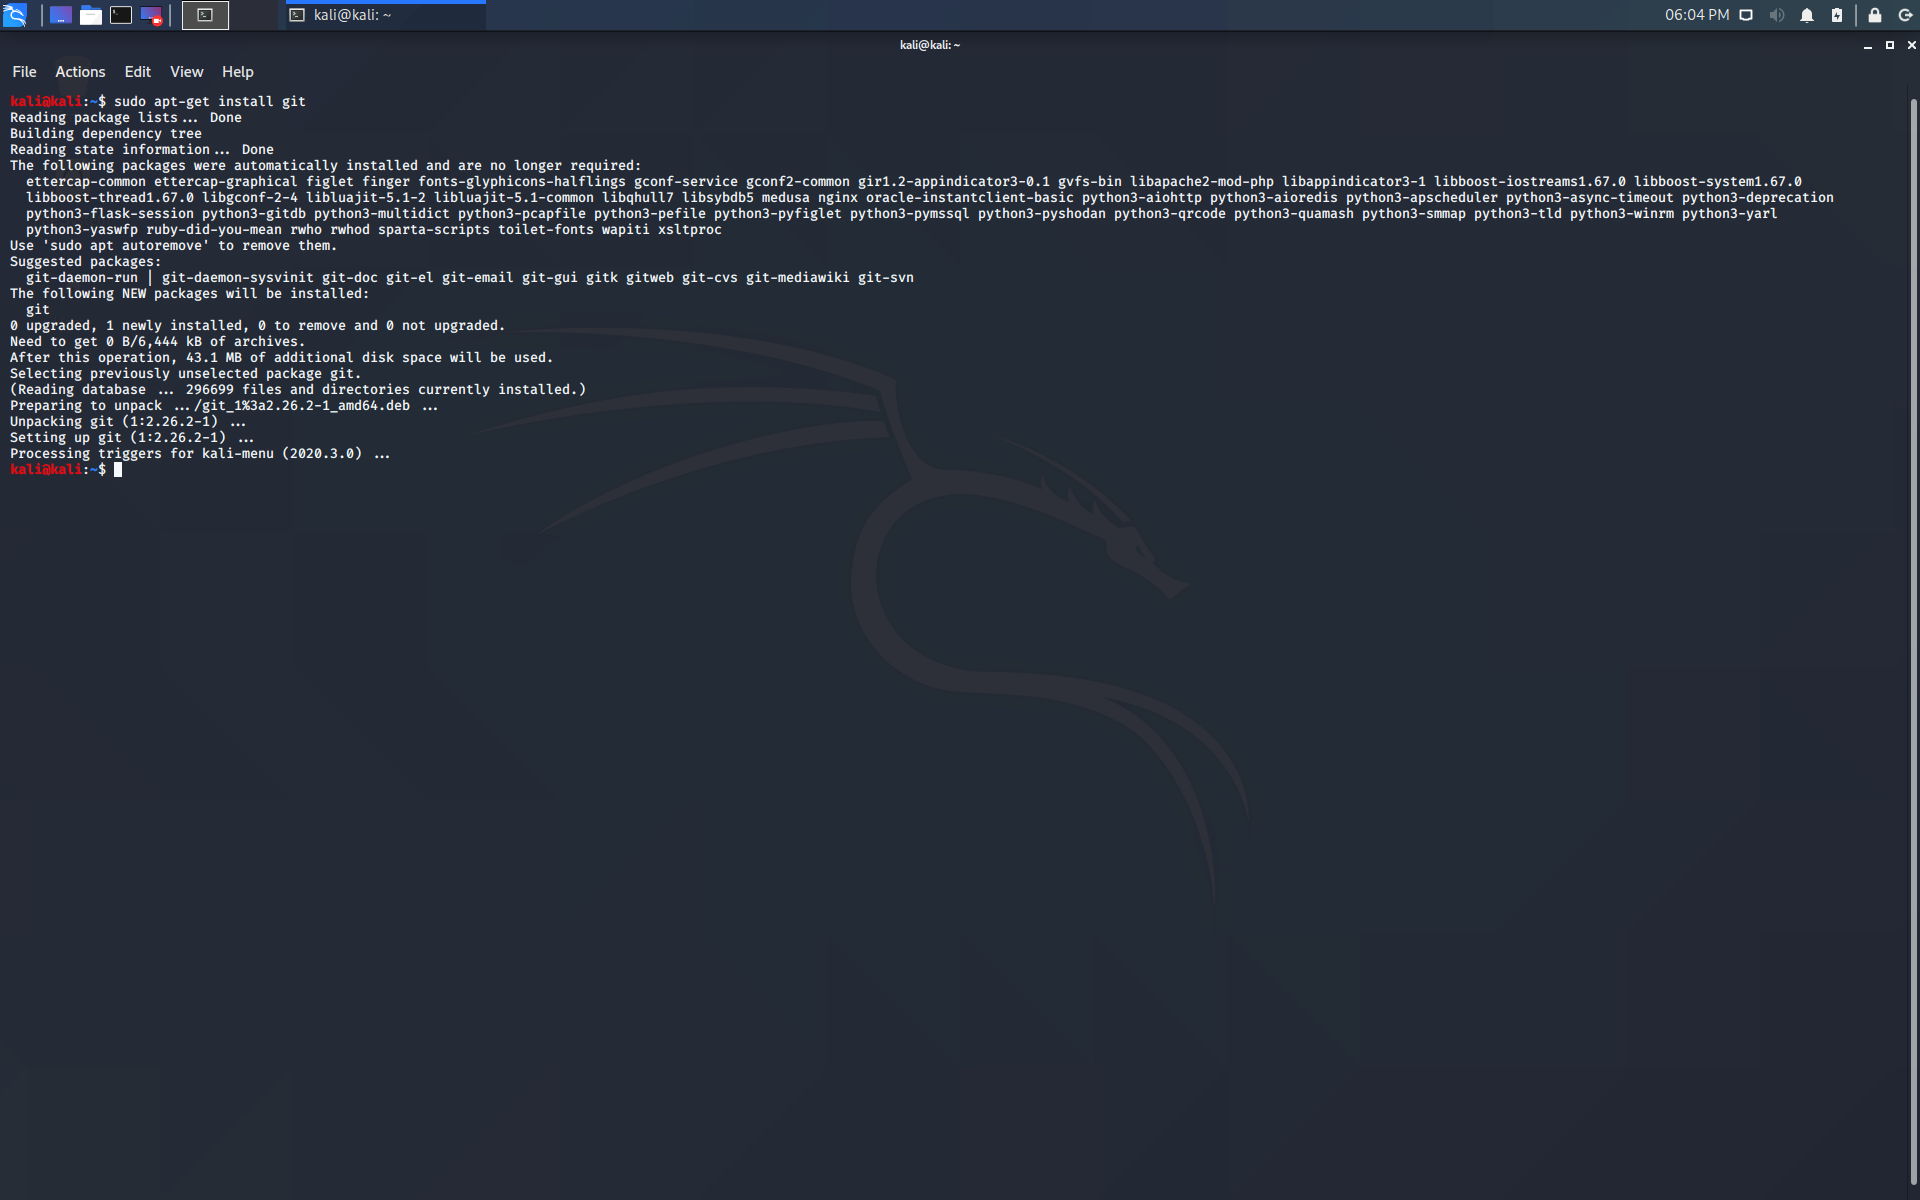 kali@kali: ~
06:04 PM
kali@kali: ~
File Actions Edit View Help
kali@kali:~$ sudo apt-get install git
Reading package lists... Done
Building dependency tree
Reading state information... Done
The following packages were automatically installed and are no longer required:
ettercap-common ettercap-graphical figlet finger fonts-glyphicons-halflings gconf-service gconf2-common gir1.2-appindicator3-0.1 gvfs-bin libapache2-mod-php libappindicator3-1 libboost-iostreams1.67.0 libboost-system1.67.0
libboost-thread1.67.0 libgconf-2-4 libluajit-5.1-2 libluajit-5.1-common libqhull7 libsybdb5 medusa nginx oracle-instantclient-basic python3-aiohttp python3-aioredis python3-apscheduler python3-async-timeout python3-deprecation
python3-flask-session python3-gitdb python3-multidict python3-pcapfile python3-pefile python3-pyfiglet python3-pymssql python3-pyshodan python3-qrcode python3-quamash python3-smmap python3-tld python3-winrm python3-yarl
python3-yaswfp ruby-did-you-mean rwho rwhod sparta-scripts toilet-fonts wapiti xsltproc
Use 'sudo apt autoremove' to remove them.
Suggested packages:
git-daemon-run | git-daemon-sysvinit git-doc git-el git-email git-gui gitk gitweb git-cvs git-mediawiki git-svn
The following NEW packages will be installed:
git
0 upgraded, 1 newly installed, 0 to remove and 0 not upgraded.
Need to get 0 B/6,444 kB of archives.
After this operation, 43.1 MB of additional disk space will be used.
Selecting previously unselected package git.
(Reading database ... 296699 files and directories currently installed.)
Preparing to unpack .../git_1%3a2.26.2-1_amd64.deb ...
Unpacking git (1:2.26.2-1) ...
Setting up git (1:2.26.2-1) ...
Processing triggers for kali-menu (2020.3.0) ...
kali@kali:~$